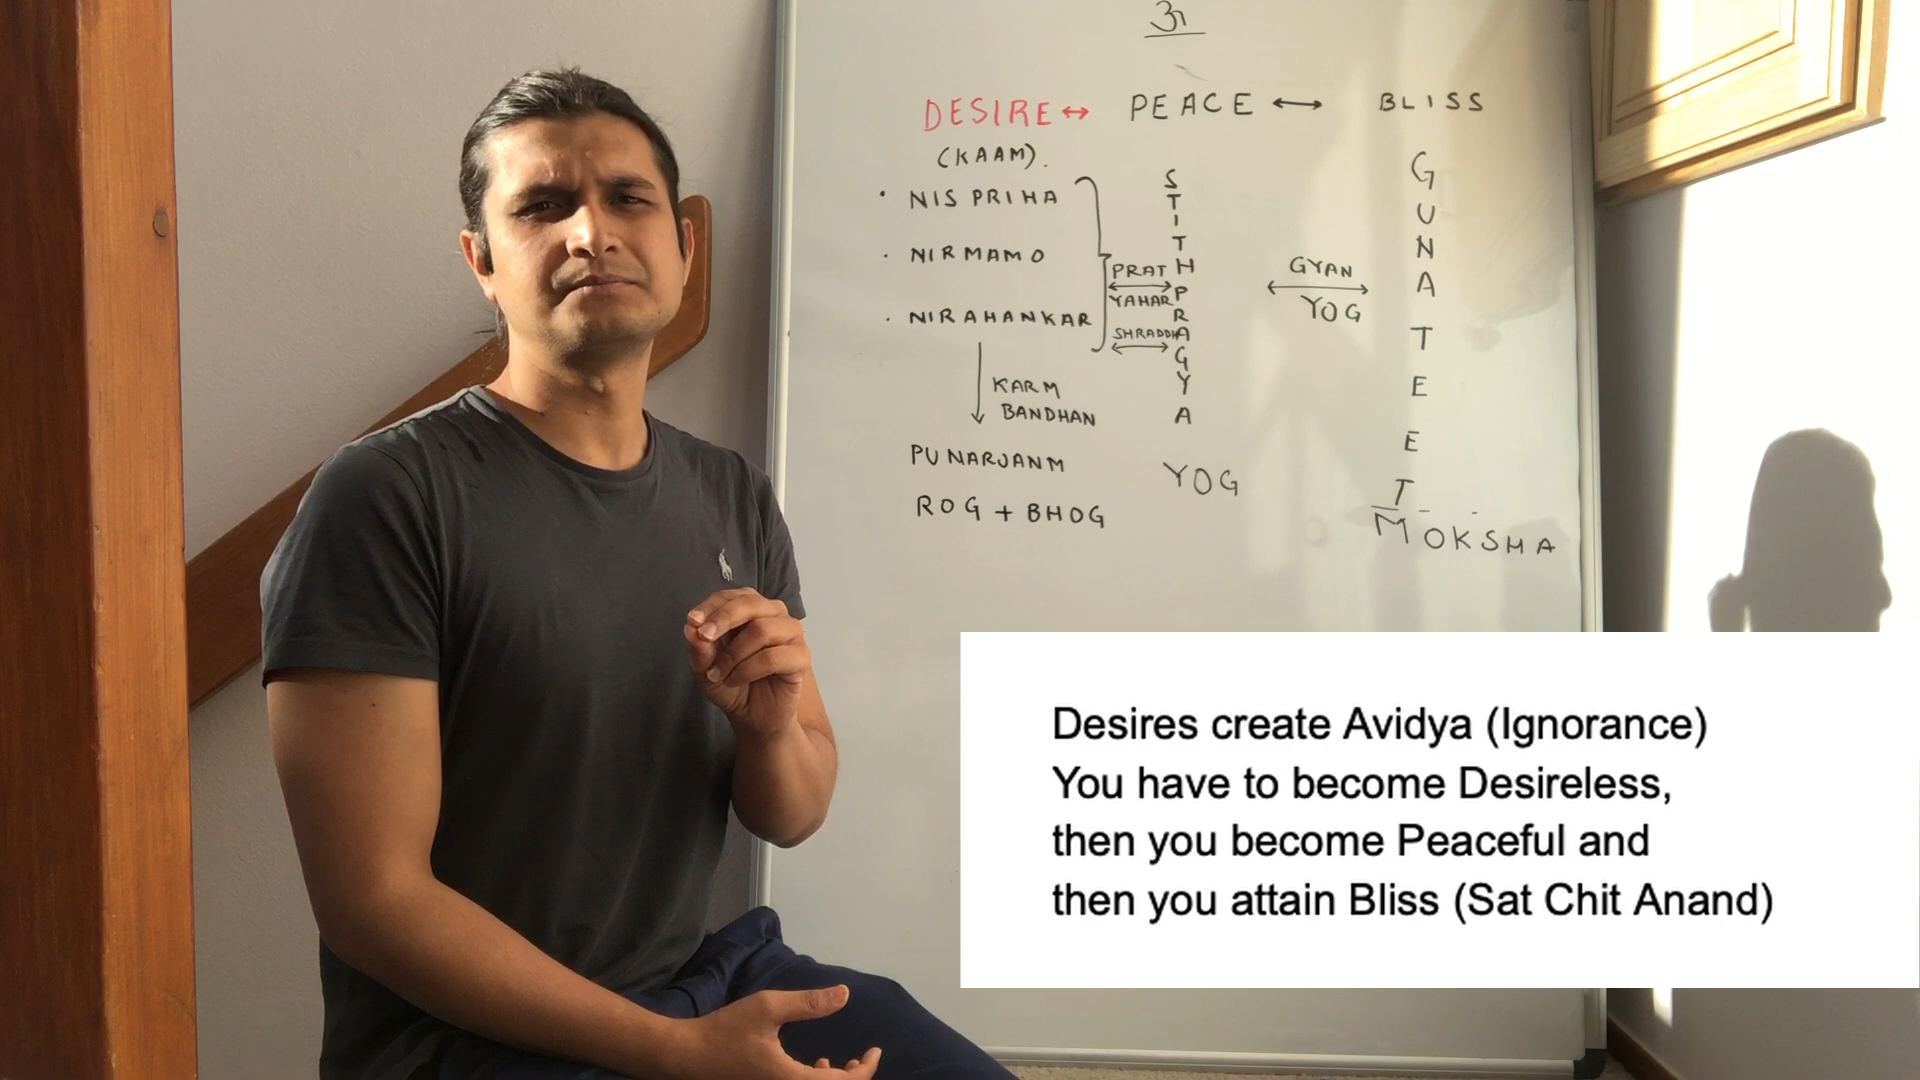 ॐ
DESIRE ↔ PEACE ↔ BLISS
(KAAM).
• NISPRIHA
• NIRMAMO
• NIRAHANKAR
KARM
BANDHAN
PUNARJANM
ROG + BHOG
PRAT
YAHAR
SHRADDHA
STITHPRAGYA
YOG
GYAN
YOG
GUNATEET
MOKSHA
Desires create Avidya (Ignorance)
You have to become Desireless,
then you become Peaceful and
then you attain Bliss (Sat Chit Anand)